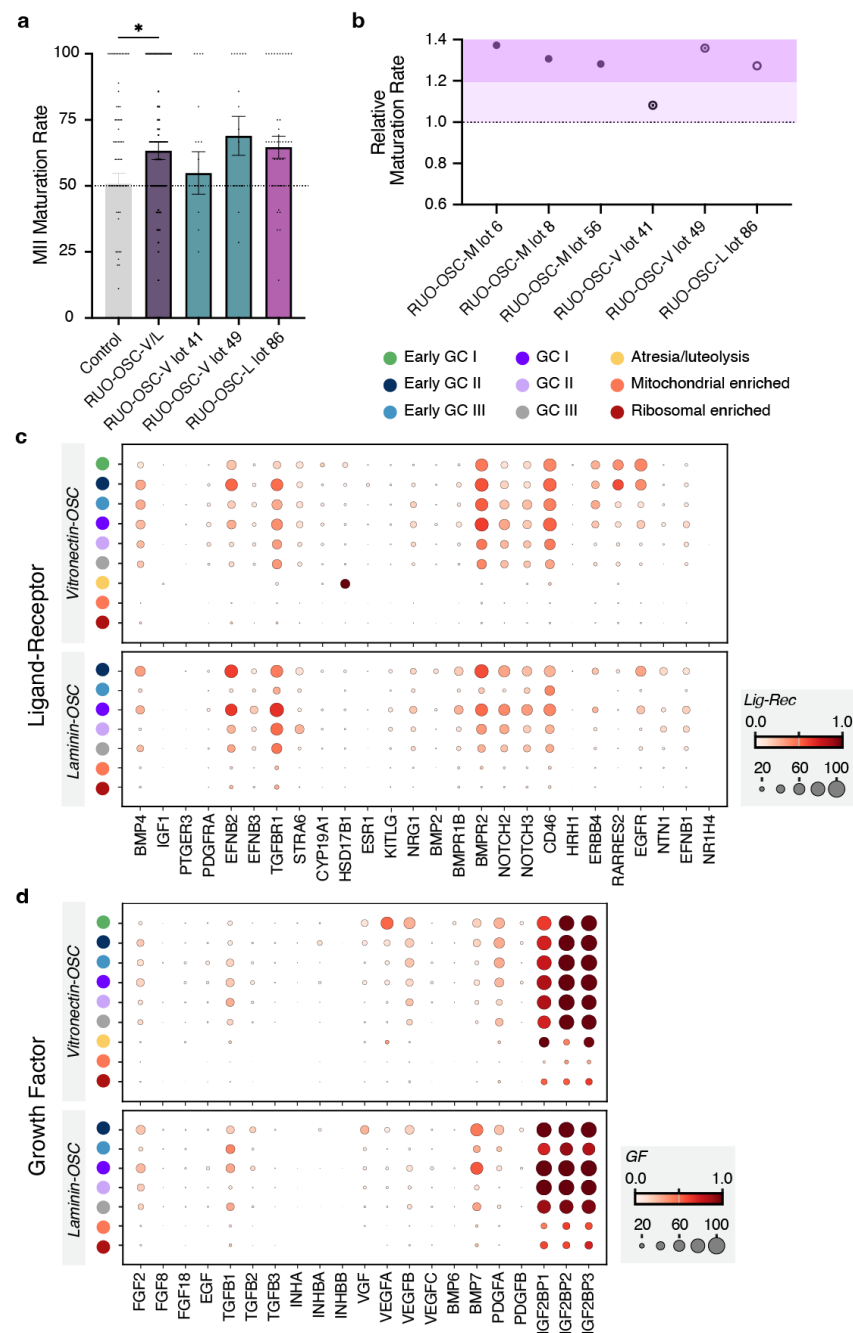 a
*
MII Maturation Rate
100
75
50
25
0
Control
RUO-OSC-V/L
RUO-OSC-V lot 41
RUO-OSC-V lot 49
RUO-OSC-L lot 86
b
Relative
Maturation Rate
1.4
1.2
1.0
0.8
0.6
RUO-OSC-M lot 6
RUO-OSC-M lot 8
RUO-OSC-M lot 56
RUO-OSC-V lot 41
RUO-OSC-V lot 49
RUO-OSC-L lot 86
Early GC I
GC I
Atresia/luteolysis
Early GC II
GC II
Mitochondrial enriched
Early GC III
GC III
Ribosomal enriched
c
Ligand-Receptor
Vitronectin-OSC
Laminin-OSC
BMP4
IGF1
PTGER3
PDGFRA
EFNB2
EFNB3
TGFBR1
STRA6
CYP19A1
HSD17B1
ESR1
KITLG
NRG1
BMP2
BMPR1B
BMPR2
NOTCH2
NOTCH3
CD46
HRH1
ERBB4
RARRES2
EGFR
NTN1
EFNB1
NR1H4
Lig-Rec
0.0 1.0
20 60 100
d
Growth Factor
Vitronectin-OSC
Laminin-OSC
FGF2
FGF8
FGF18
EGF
TGFB1
TGFB2
TGFB3
INHA
INHBA
INHBB
VGF
VEGFA
VEGFB
VEGFC
BMP6
BMP7
PDGFA
PDGFB
IGF2BP1
IGF2BP2
IGF2BP3
GF
0.0 1.0
20 60 100